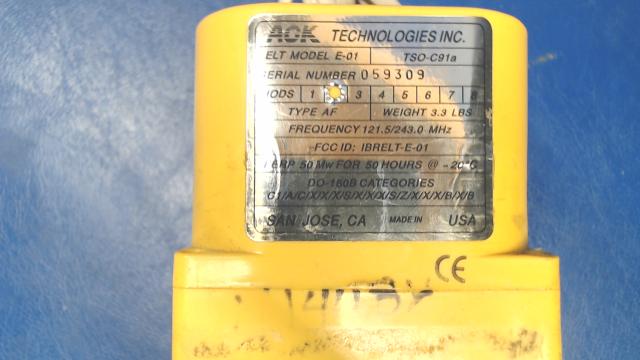 ACK TECHNOLOGIES INC.
ELT MODEL E-01 TSO-C91a
SERIAL NUMBER 059309
MODS 1 3 4 5 6 7 8
TYPE AF WEIGHT 3.3 LBS
FREQUENCY 121.5/243.0 MHz
FCC ID: IBRELT-E-01
PERP 50 Mw FOR 50 HOURS @ -20°C
DO-160B CATEGORIES
C1/A/C/X/X/X/S/X/X/X/S/Z/X/X/X/B/X/B
SAN JOSE, CA MADE IN USA
CE